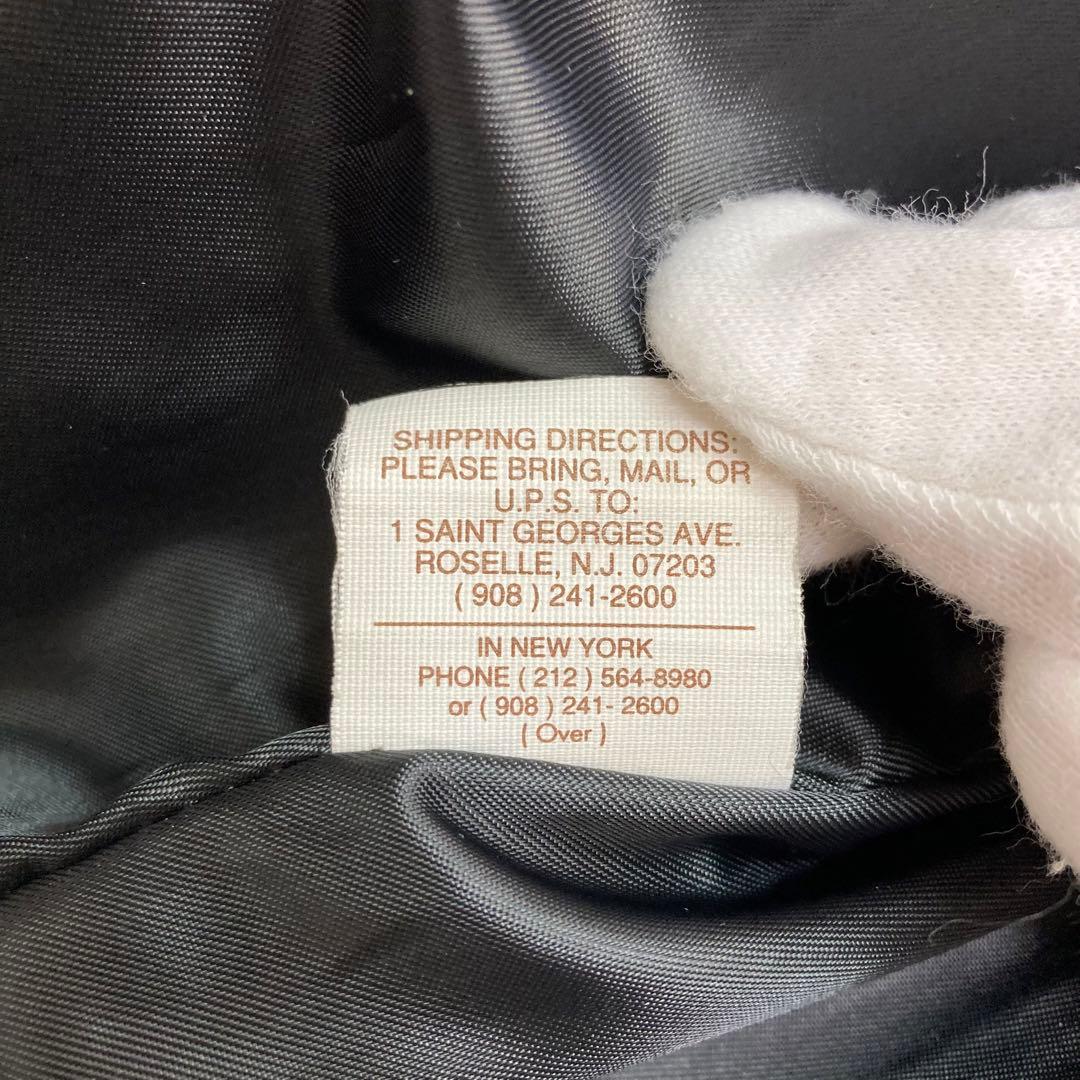 SHIPPING DIRECTIONS:
PLEASE BRING, MAIL, OR
U.P.S. TO:
1 SAINT GEORGES AVE.
ROSELLE, N.J. 07203
( 908 ) 241-2600
IN NEW YORK
PHONE ( 212 ) 564-8980
or ( 908 ) 241- 2600
( Over )